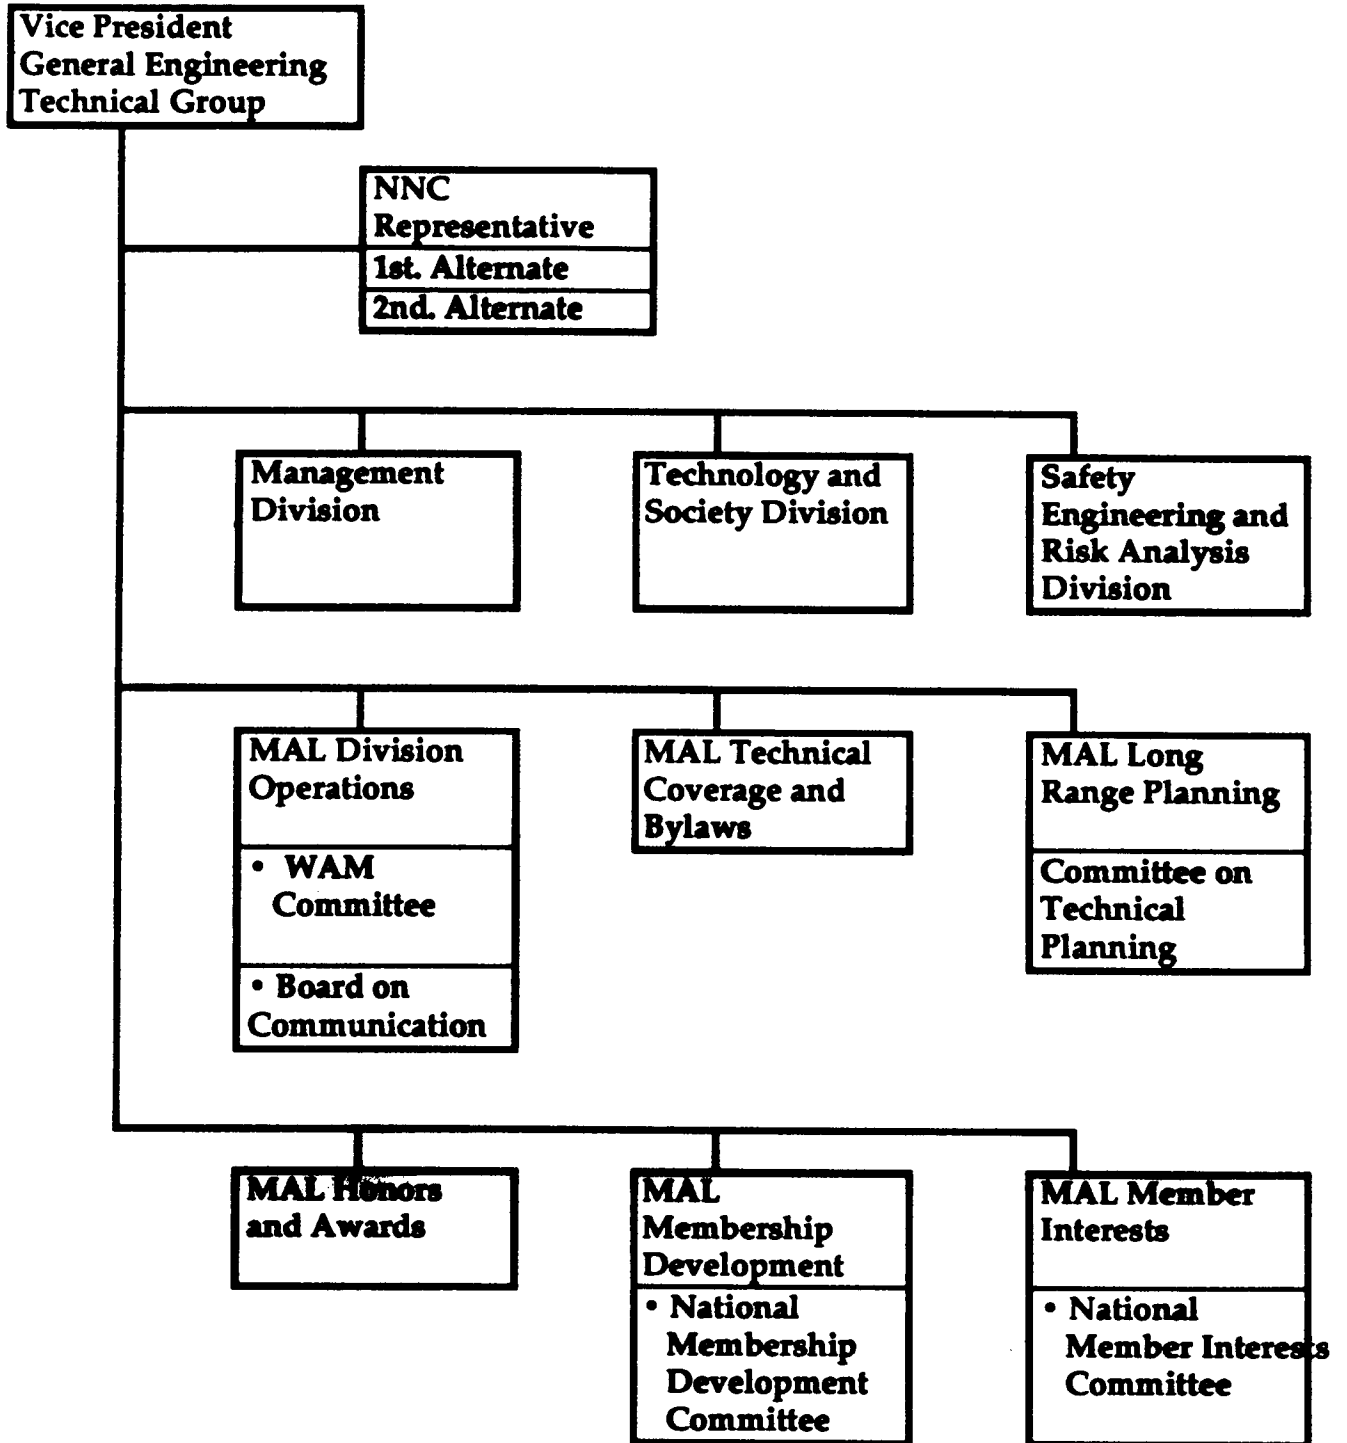 Vice President
General Engineering
Technical Group
NNC
Representative
1st. Alternate
2nd. Alternate
Management
Division
Technology and
Society Division
Safety
Engineering and
Risk Analysis
Division
MAL Division
Operations
• WAM
Committee
• Board on
Communication
MAL Technical
Coverage and
Bylaws
MAL Long
Range Planning
Committee on
Technical
Planning
MAL Honors
and Awards
MAL
Membership
Development
• National
Membership
Development
Committee
MAL Member
Interests
• National
Member Interests
Committee